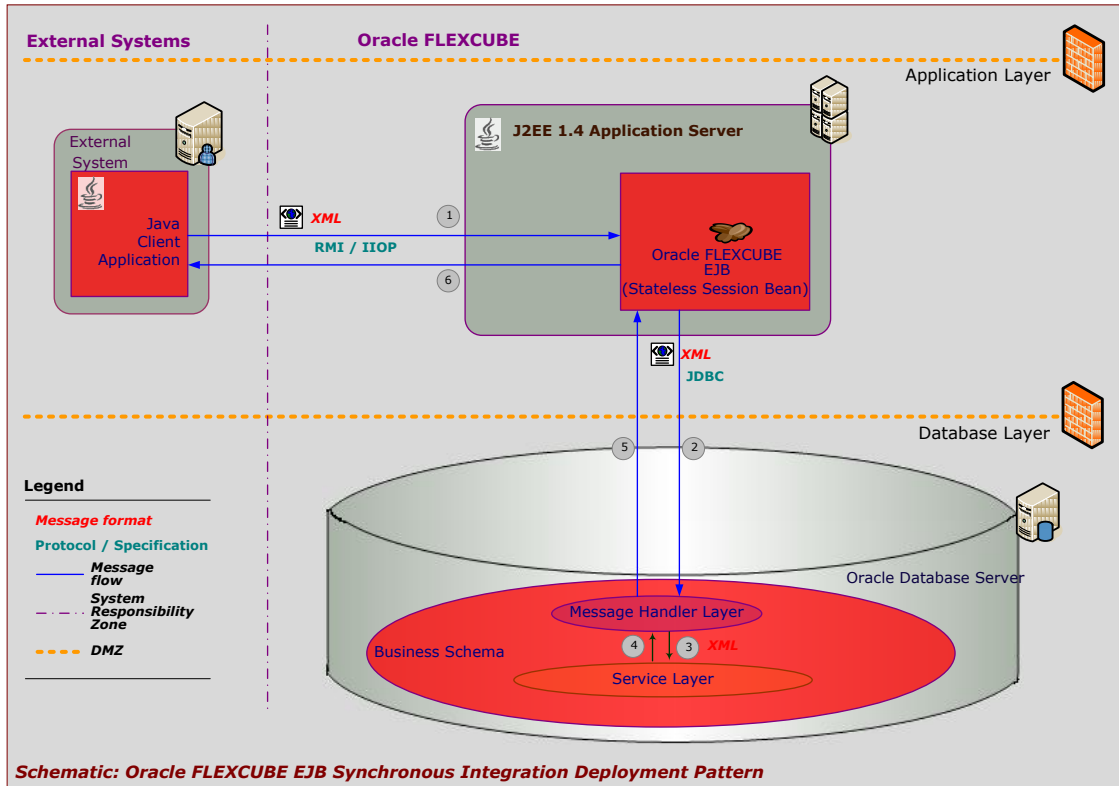 External Systems
Oracle FLEXCUBE
Application Layer
External
System
Java
Client
Application
J2EE 1.4 Application Server
XML
1
RMI / IIOP
6
Oracle FLEXCUBE
EJB
(Stateless Session Bean)
XML
JDBC
Database Layer
5
2
Legend
Message format
Protocol / Specification
Message
flow
System
Responsibility
Zone
DMZ
Oracle Database Server
Message Handler Layer
4
3
XML
Business Schema
Service Layer
Schematic: Oracle FLEXCUBE EJB Synchronous Integration Deployment Pattern